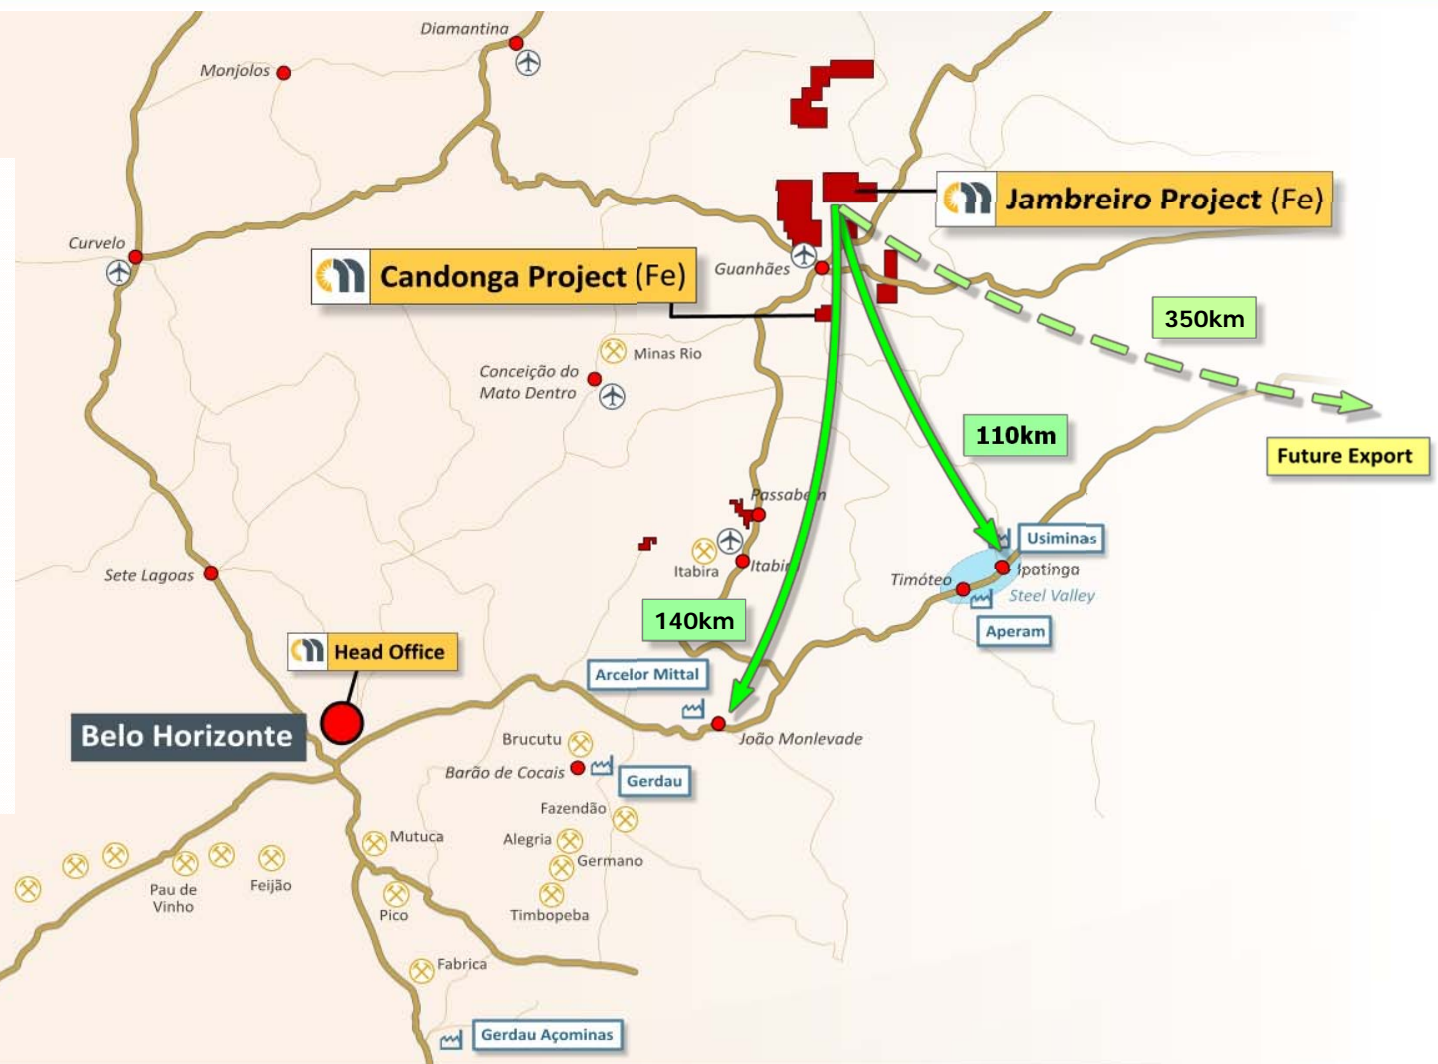 Diamantina
Monjolos
Jambreiro Project (Fe)
Curvelo
Guanhães
Candonga Project (Fe)
350km
Minas Rio
Conceição do
Mato Dentro
110km
Future Export
Passabem
Usiminas
Itabira
Itabira
Ipatinga
Timóteo
Sete Lagoas
Steel Valley
140km
Aperam
Head Office
Arcelor Mittal
Belo Horizonte
Brucutu
João Monlevade
Barão de Cocais
Gerdau
Fazendão
Mutuca
Alegria
Germano
Pau de
Vinho
Feijão
Pico
Timbopeba
Fabrica
Gerdau Açominas